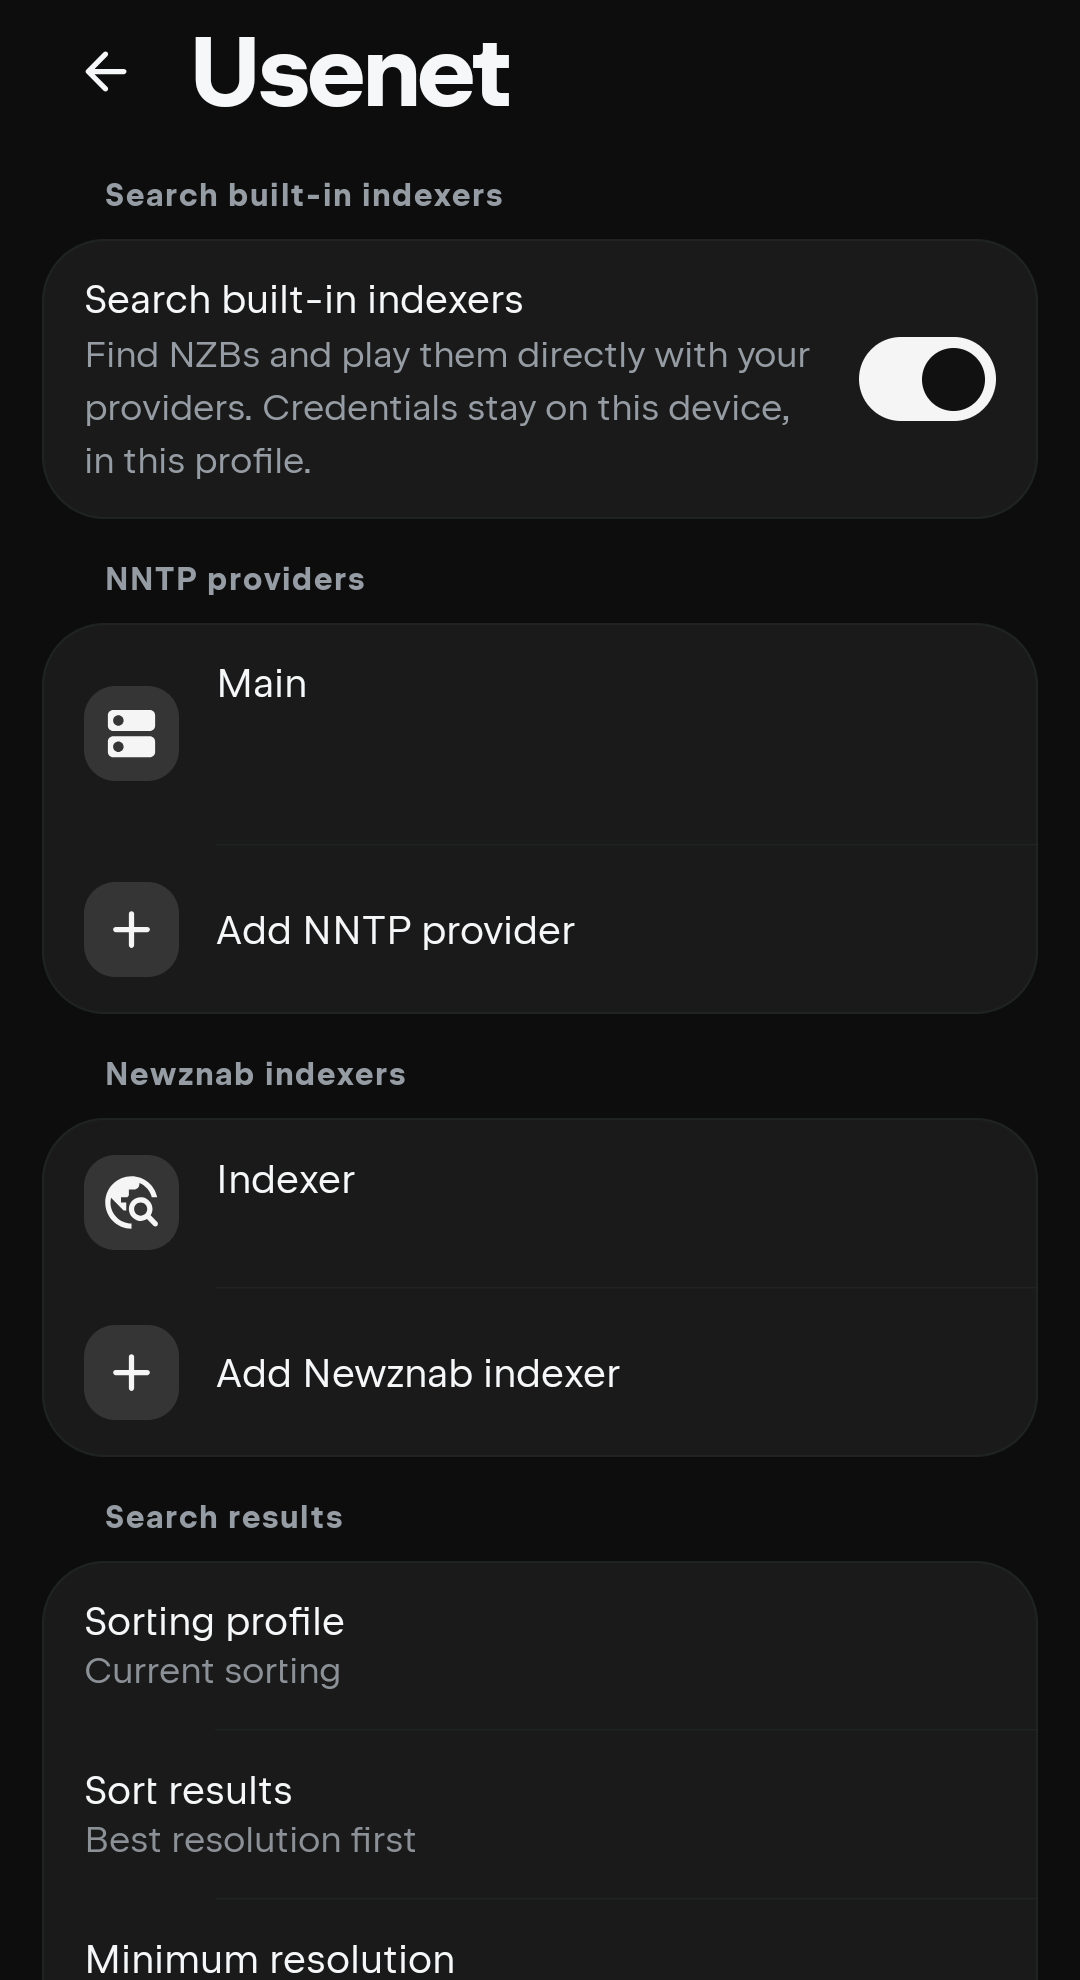 Usenet
Search built-in indexers
Search built-in indexers
Find NZBs and play them directly with your
providers. Credentials stay on this device,
in this profile.
NNTP providers
Main
Add NNTP provider
Newznab indexers
Indexer
Add Newznab indexer
Search results
Sorting profile
Current sorting
Sort results
Best resolution first
Minimum resolution